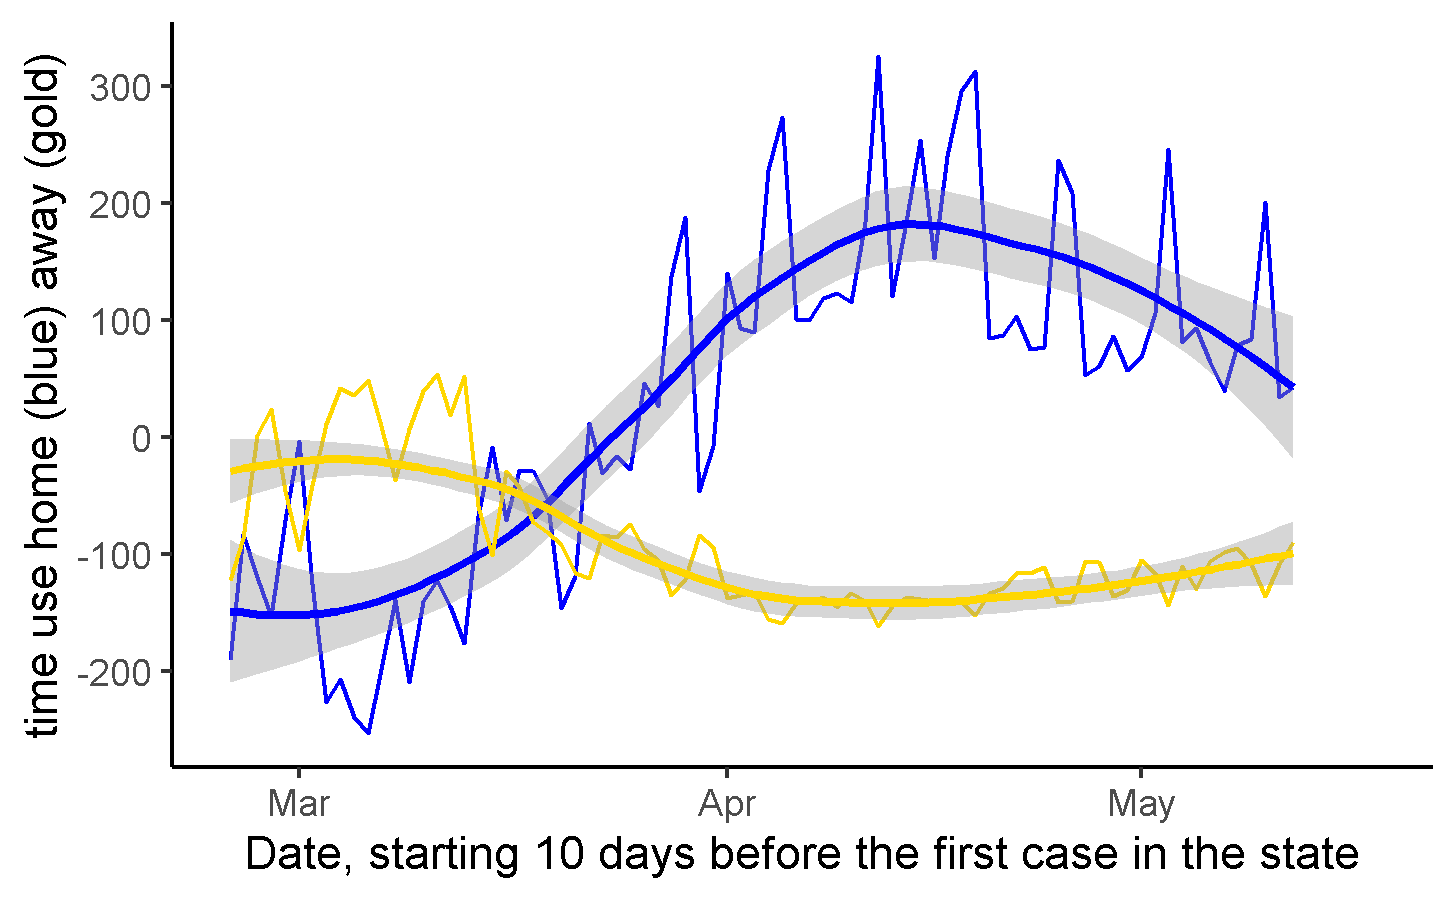 time use home (blue) away (gold)
300
200
100
0
-100
-200
Mar
Apr
May
Date, starting 10 days before the first case in the state